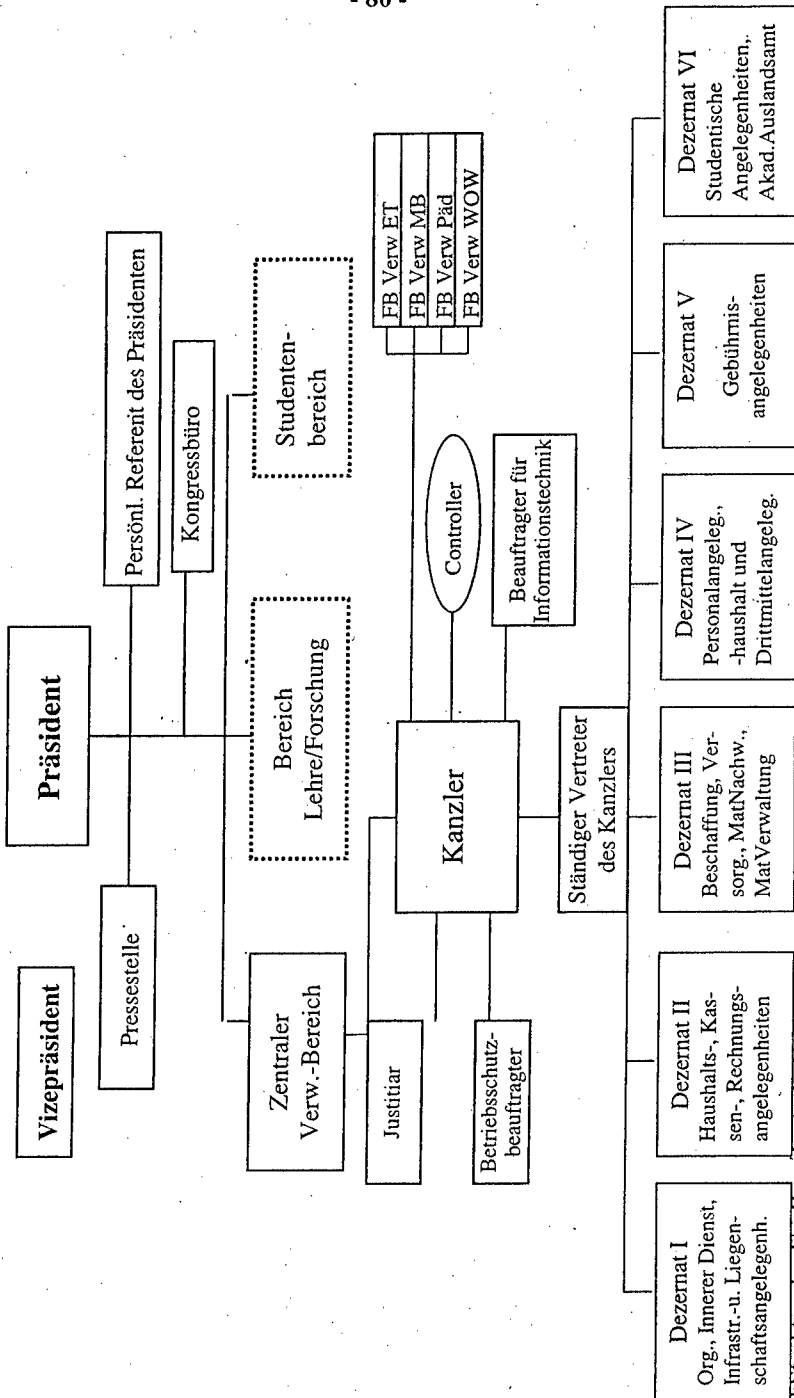 - 80 -
Vizepräsident
Präsident
Pressestelle
Persönl. Referent des Präsidenten
Kongressbüro
Zentraler
Verw.-Bereich
Bereich
Lehre/Forschung
Studenten-
bereich
Justitiar
Kanzler
Controller
FB Verw ET
FB Verw MB
FB Verw Päd
FB Verw WOW
Betriebsschutz-
beauftragter
Beauftragter für
Informationstechnik
Ständiger Vertreter
des Kanzlers
Dezernat I
Org., Innerer Dienst,
Infrastr.-u. Liegen-
schaftsangelegenh.
Dezernat II
Haushalts-, Kas-
sen-, Rechnungs-
angelegenheiten
Dezernat III
Beschaffung, Ver-
sorg., MatNachw.,
MatVerwaltung
Dezernat IV
Personalangeleg.,
-haushalt und
Drittmittelangeleg.
Dezernat V
Gebührnis-
angelegenheiten
Dezernat VI
Studentische
Angelegenheiten,
Akad.Auslandsamt